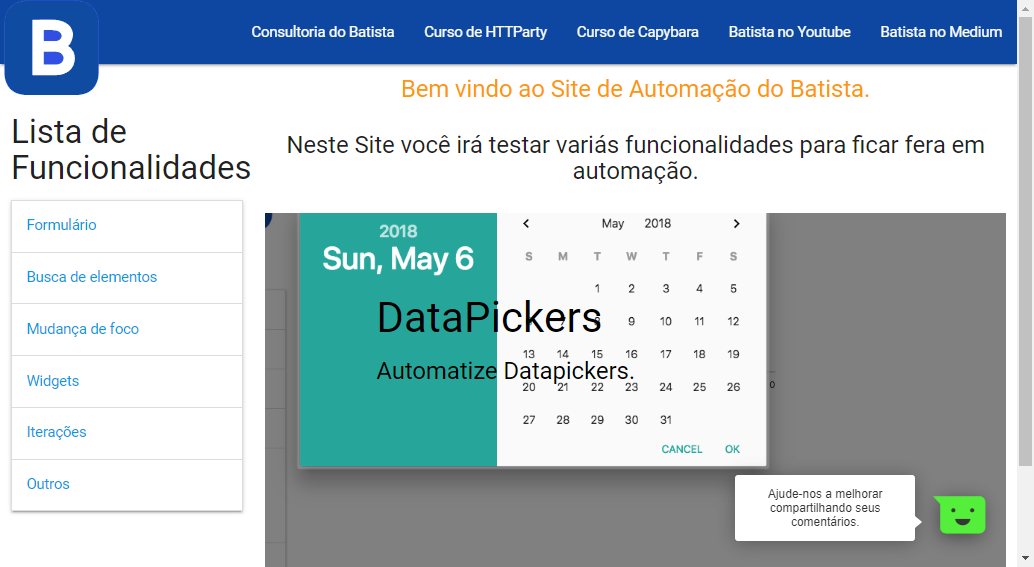 B
Consultoria do Batista Curso de HTTParty Curso de Capybara Batista no Youtube Batista no Medium
Bem vindo ao Site de Automação do Batista.
Lista de
Funcionalidades
Neste Site você irá testar variás funcionalidades para ficar fera em
automação.
Formulário
Busca de elementos
Mudança de foco
Widgets
Iterações
Outros
2018
Sun, May 6
May 2018
S M T W T F S
1 2 3 4 5
DataPickers
7 8 9 10 11 12
13 14 15 16 17 18 19
Automatize Datapickers.
20 21 22 23 24 25 26
27 28 29 30 31
CANCEL OK
Ajude-nos a melhorar
compartilhando seus
comentários.